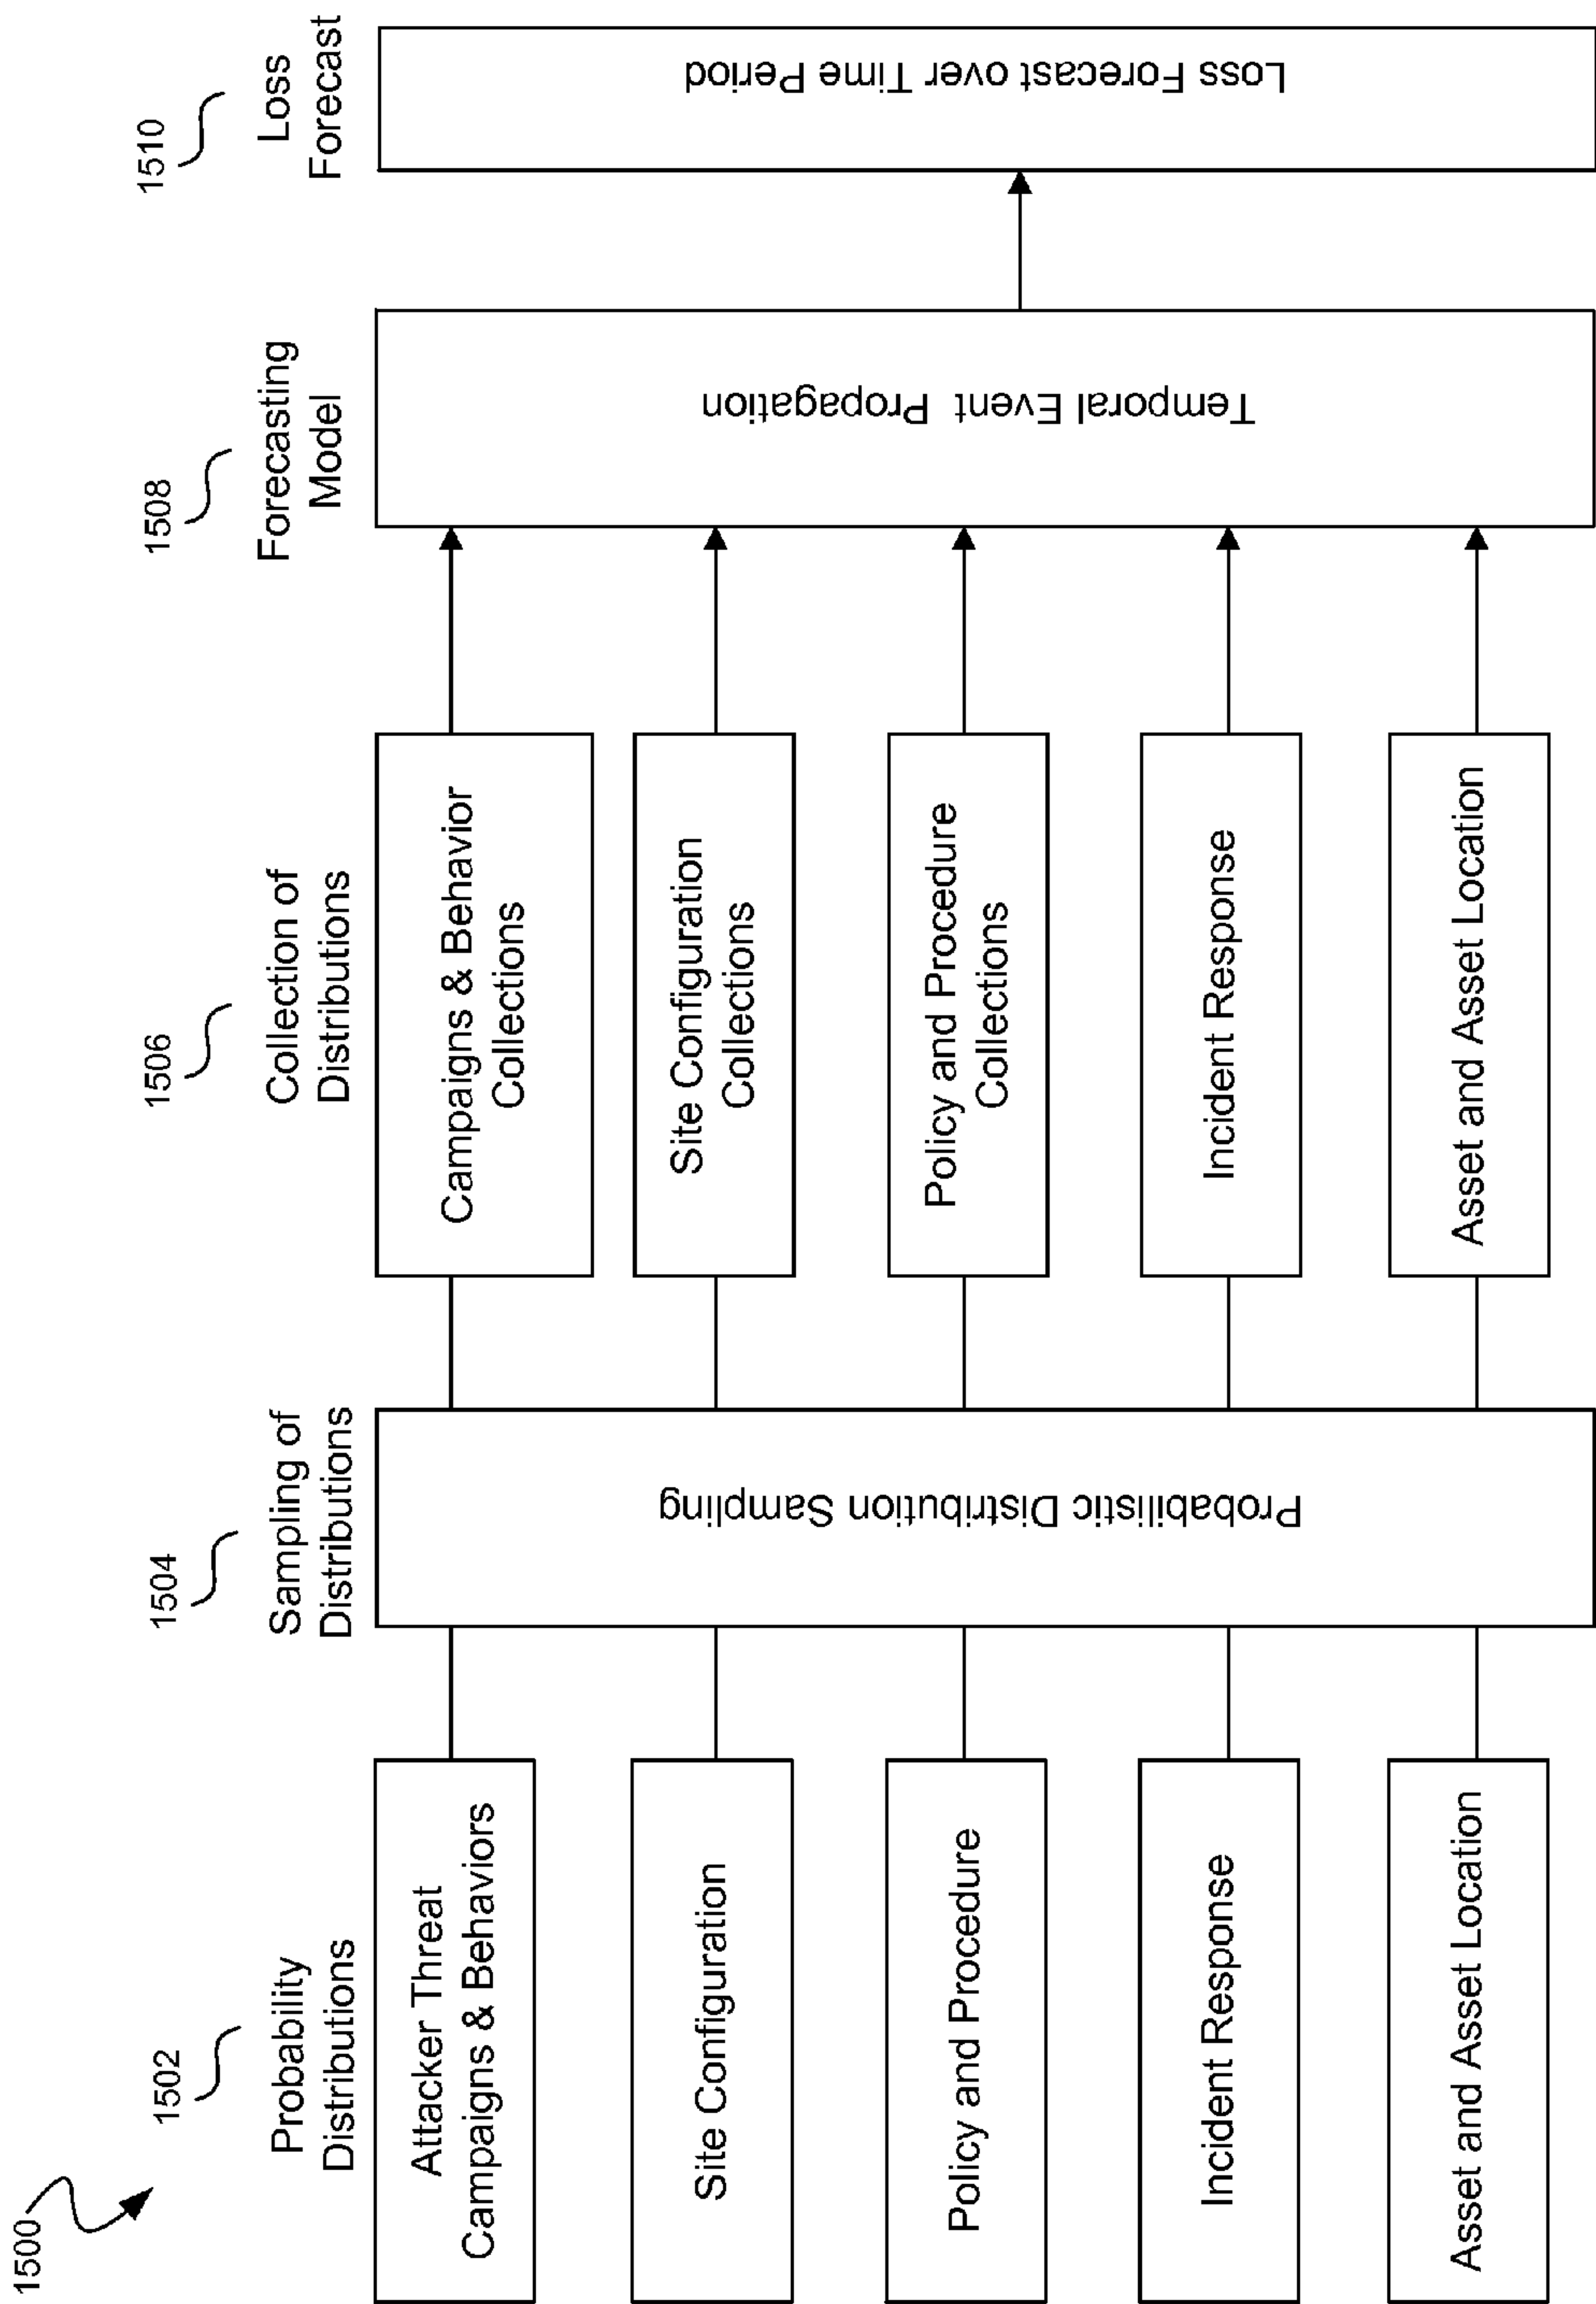 1500
1502
1504
1506
1508
1510
Probability
Distributions
Sampling of
Distributions
Collection of
Distributions
Forecasting
Model
Loss
Forecast
Attacker Threat
Campaigns & Behaviors
Site Configuration
Policy and Procedure
Incident Response
Asset and Asset Location
Probabilistic Distribution Sampling
Campaigns & Behavior
Collections
Site Configuration
Collections
Policy and Procedure
Collections
Incident Response
Asset and Asset Location
Temporal Event Propagation
Loss Forecast over Time Period